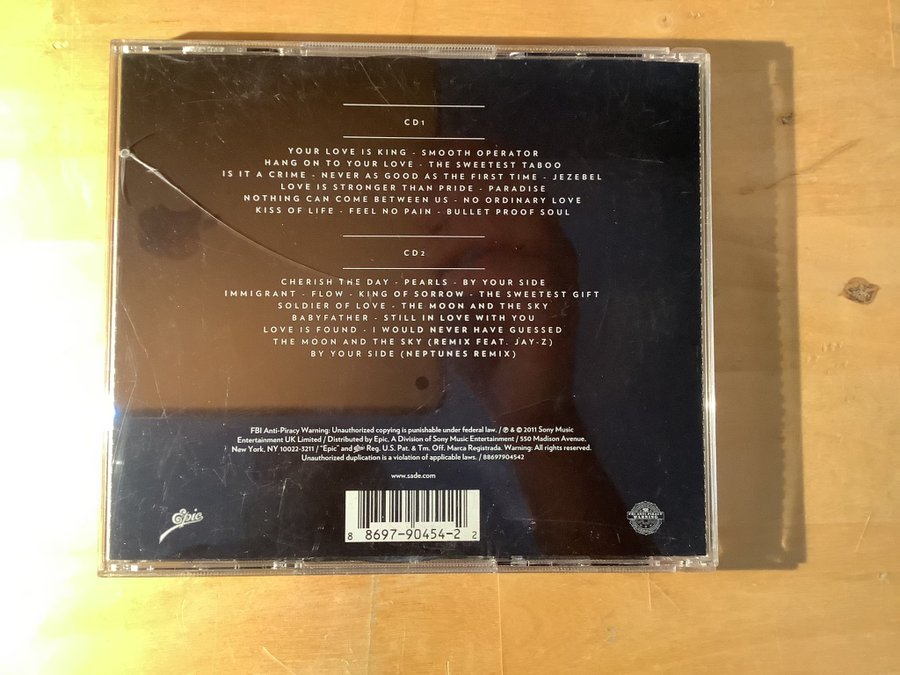 CD1
YOUR LOVE IS KING - SMOOTH OPERATOR
HANG ON TO YOUR LOVE - THE SWEETEST TABOO
IS IT A CRIME - NEVER AS GOOD AS THE FIRST TIME - JEZEBEL
LOVE IS STRONGER THAN PRIDE - PARADISE
NOTHING CAN COME BETWEEN US - NO ORDINARY LOVE
KISS OF LIFE - FEEL NO PAIN - BULLET PROOF SOUL
CD2
CHERISH THE DAY - PEARLS - BY YOUR SIDE
IMMIGRANT - FLOW - KING OF SORROW - THE SWEETEST GIFT
SOLDIER OF LOVE - THE MOON AND THE SKY
BABYFATHER - STILL IN LOVE WITH YOU
LOVE IS FOUND - I WOULD NEVER HAVE GUESSED
THE MOON AND THE SKY (REMIX FEAT. JAY-Z)
BY YOUR SIDE (NEPTUNES REMIX)
FBI Anti-Piracy Warning: Unauthorized copying is punishable under federal law. / ℗ & © 2011 Sony Music
Entertainment UK Limited / Distributed by Epic, A Division of Sony Music Entertainment / 550 Madison Avenue.
New York, NY 10022-3211 / "Epic" and Epic Reg. U.S. Pat. & Tm. Off. Marca Registrada. Warning: All rights reserved.
Unauthorized duplication is a violation of applicable laws. / 88697904542
www.sade.com
Epic
8 8697-90454-2 2
FBI ANTI-PIRACY
WARNING